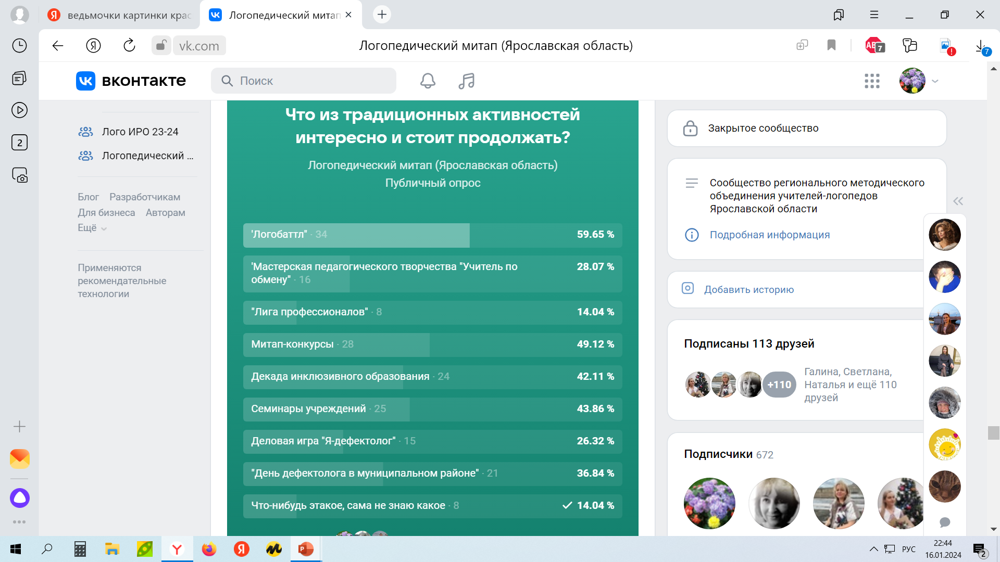 ведьмочки картинки крас
Логопедический митап
vk.com
Логопедический митап (Ярославская область)
7
7
вконтакте
Поиск
2
Лого ИРО 23-24
Логопедический ...
Блог Разработчикам
Для бизнеса Авторам
Ещё
Применяются
рекомендательные
технологии
Что из традиционных активностей
интересно и стоит продолжать?
Логопедический митап (Ярославская область)
Публичный опрос
'Логобаттл" · 34 59.65 %
'Мастерская педагогического творчества "Учитель по
обмену" · 16 28.07 %
"Лига профессионалов" · 8 14.04 %
Митап-конкурсы · 28 49.12 %
Декада инклюзивного образования · 24 42.11 %
Семинары учреждений · 25 43.86 %
Деловая игра "Я-дефектолог" · 15 26.32 %
"День дефектолога в муниципальном районе" · 21 36.84 %
Что-нибудь этакое, сама не знаю какое · 8 14.04 %
Закрытое сообщество
Сообщество регионального методического
объединения учителей-логопедов
Ярославской области
Подробная информация
Добавить историю
Подписаны 113 друзей
+110
Галина, Светлана,
Наталья и ещё 110
друзей
Подписчики 672
РУС
22:44
16.01.2024
2